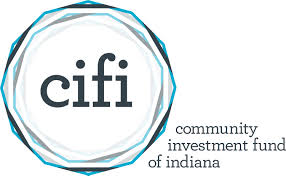 cifi
community
investment fund
of indiana